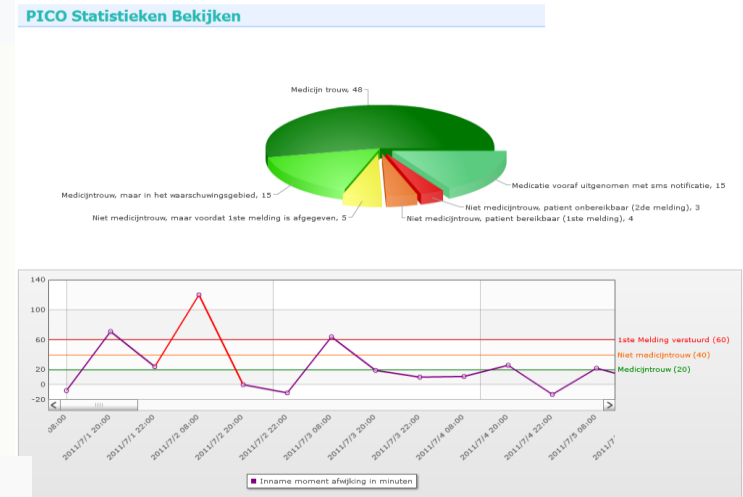 PICO Statistieken Bekijken
Medicijn trouw, 48
Medicatie vooraf uitgenomen met sms notificatie, 15
Medicijntrouw, maar in het waarschuwingsgebied, 15
Niet medicijntrouw, patient onbereikbaar (2de melding), 3
Niet medicijntrouw, maar voordat 1ste melding is afgegeven, 5
Niet medicijntrouw, patient bereikbaar (1ste melding), 4
140
100
60
20
0
-20
1ste Melding verstuurd (60)
Niet medicijntrouw (40)
Medicijntrouw (20)
08:00
2011/7/1 20:00
2011/7/1 22:00
2011/7/2 08:00
2011/7/2 20:00
2011/7/2 22:00
2011/7/3 08:00
2011/7/3 20:00
2011/7/3 22:00
2011/7/4 08:00
2011/7/4 20:00
2011/7/4 22:00
2011/7/5 08:00
2011/7/
Inname moment afwijking in minuten